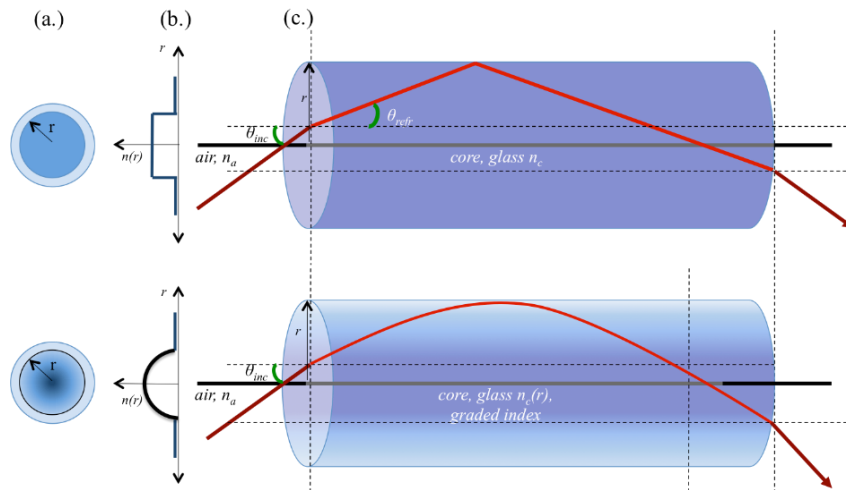 (a.)
(b.)
(c.)
r
r
n(r)
r
θinc
θrefr
air, na
core, glass nc
r
r
n(r)
r
θinc
air, na
core, glass nc(r),
graded index